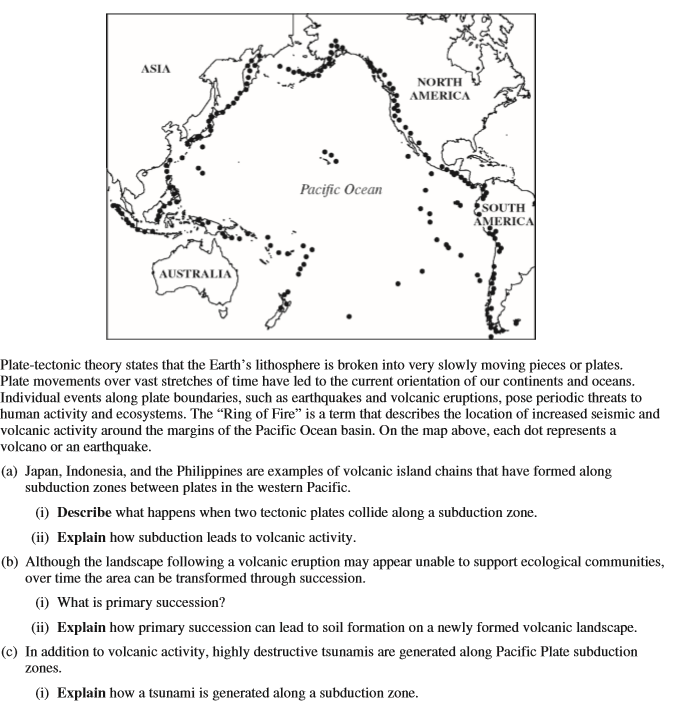 ASIA
NORTH
AMERICA
Pacific Ocean
SOUTH
AMERICA
AUSTRALIA
Plate-tectonic theory states that the Earth’s lithosphere is broken into very slowly moving pieces or plates.
Plate movements over vast stretches of time have led to the current orientation of our continents and oceans.
Individual events along plate boundaries, such as earthquakes and volcanic eruptions, pose periodic threats to
human activity and ecosystems. The “Ring of Fire” is a term that describes the location of increased seismic and
volcanic activity around the margins of the Pacific Ocean basin. On the map above, each dot represents a
volcano or an earthquake.
(a) Japan, Indonesia, and the Philippines are examples of volcanic island chains that have formed along
subduction zones between plates in the western Pacific.
(i) Describe what happens when two tectonic plates collide along a subduction zone.
(ii) Explain how subduction leads to volcanic activity.
(b) Although the landscape following a volcanic eruption may appear unable to support ecological communities,
over time the area can be transformed through succession.
(i) What is primary succession?
(ii) Explain how primary succession can lead to soil formation on a newly formed volcanic landscape.
(c) In addition to volcanic activity, highly destructive tsunamis are generated along Pacific Plate subduction
zones.
(i) Explain how a tsunami is generated along a subduction zone.